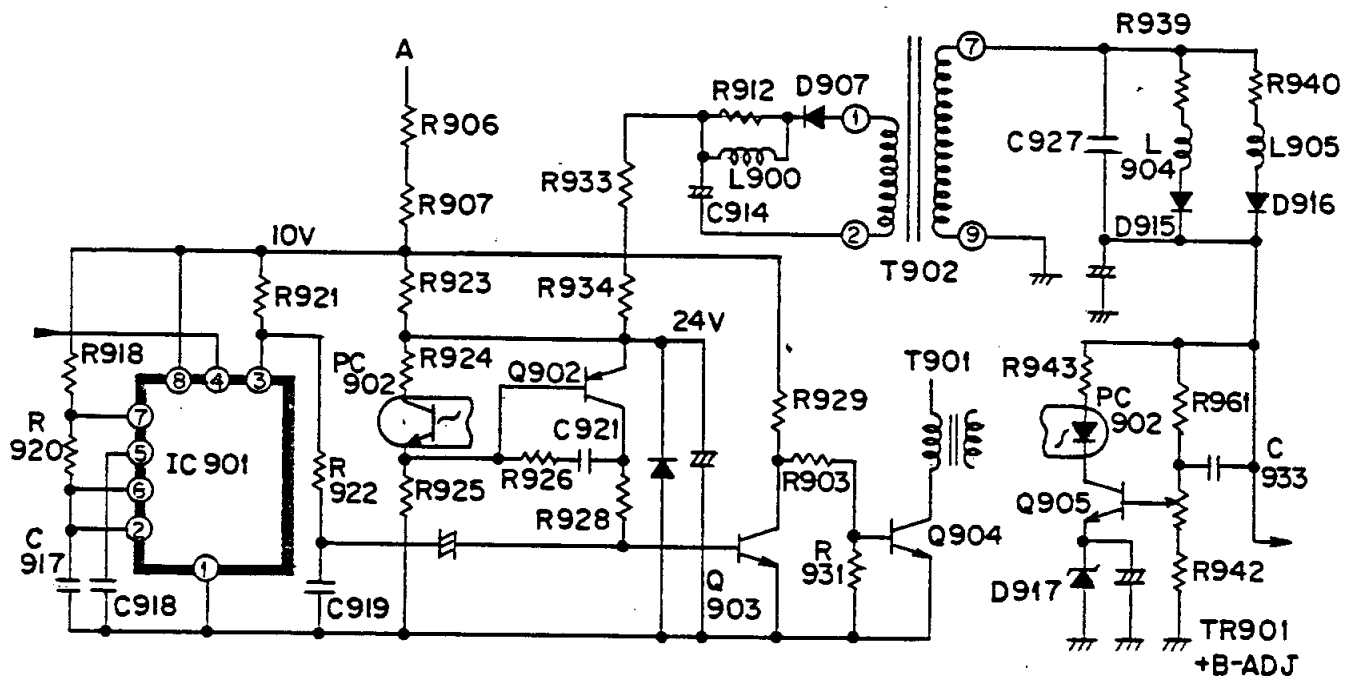 A
R939
R912
D907
1
7
R940
R906
C927
L
904
L905
R933
L900
R907
C914
D915
D916
10V
2
9
T902
R923
R934
R921
24V
R918
PC
902
R924
Q902
T901
R943
8
4
3
R929
PC
902
R961
7
R
920
5
C921
IC901
6
R
922
R925
R926
R903
C
933
Q905
R928
2
C
917
Q904
1
R
931
R942
C918
C919
Q
903
D917
TR901
+B-ADJ